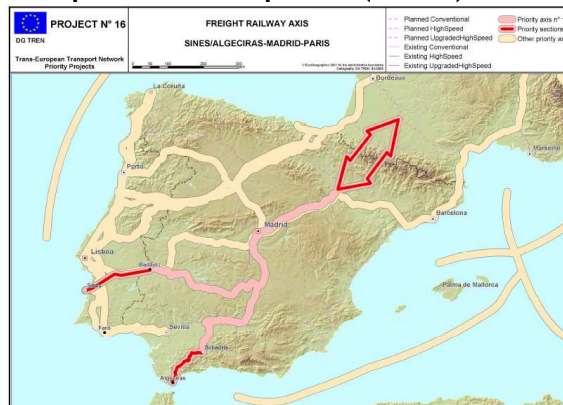 PROJECT N° 16
DG TREN
Trans-European Transport Network
Priority Projects
FREIGHT RAILWAY AXIS
SINES/ALGECIRAS-MADRID-PARIS
Planned Conventional
Planned HighSpeed
Planned UpgradedHighSpeed
Existing Conventional
Existing HighSpeed
Existing UpgradedHighSpeed
Priority axis n°
Priority sections
Other priority ax
Bordeaux
La Coruña
Marseille
Porto
Barcelona
Madrid
Lisboa
Badajoz
Sines
Palma de Mallorca
Faro
Sevilla
Bobadilla
Algeciras